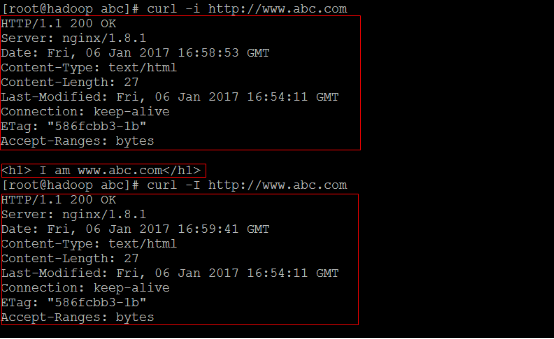 [root@hadoop abc]# curl -i http://www.abc.com
HTTP/1.1 200 OK
Server: nginx/1.8.1
Date: Fri, 06 Jan 2017 16:58:53 GMT
Content-Type: text/html
Content-Length: 27
Last-Modified: Fri, 06 Jan 2017 16:54:11 GMT
Connection: keep-alive
ETag: "586fcbb3-1b"
Accept-Ranges: bytes
<hl> I am www.abc.com</hl>
[root@hadoop abc]# curl -I http://www.abc.com
HTTP/1.1 200 OK
Server: nginx/1.8.1
Date: Fri, 06 Jan 2017 16:59:41 GMT
Content-Type: text/html
Content-Length: 27
Last-Modified: Fri, 06 Jan 2017 16:54:11 GMT
Connection: keep-alive
ETag: "586fcbb3-1b"
Accept-Ranges: bytes